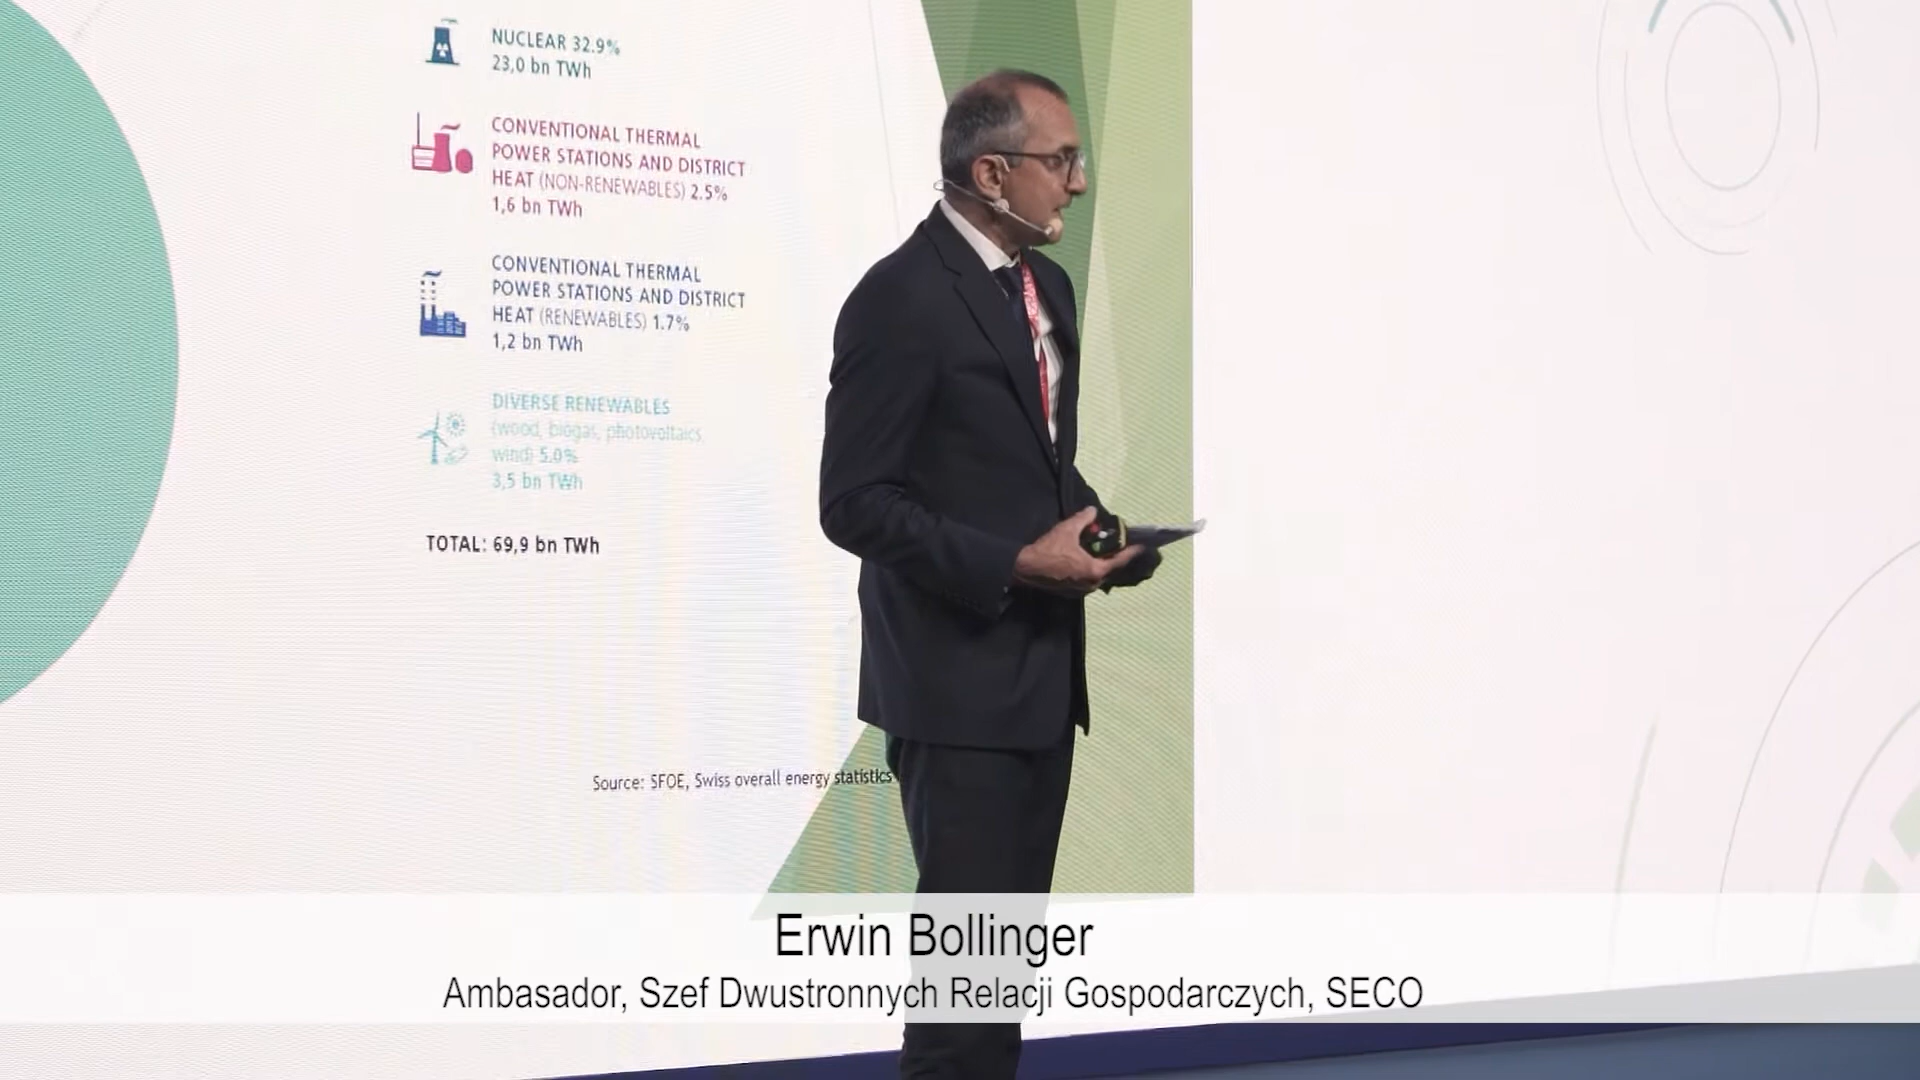 NUCLEAR 32.9%
23,0 bn TWh
CONVENTIONAL THERMAL
POWER STATIONS AND DISTRICT
HEAT (NON-RENEWABLES) 2.5%
1,6 bn TWh
CONVENTIONAL THERMAL
POWER STATIONS AND DISTRICT
HEAT (RENEWABLES) 1.7%
1,2 bn TWh
DIVERSE RENEWABLES
(wood, biogas, photovoltaics,
wind) 5.0%
3,5 bn TWh
TOTAL: 69,9 bn TWh
Source: SFOE, Swiss overall energy statistics
Erwin Bollinger
Ambasador, Szef Dwustronnych Relacji Gospodarczych, SECO